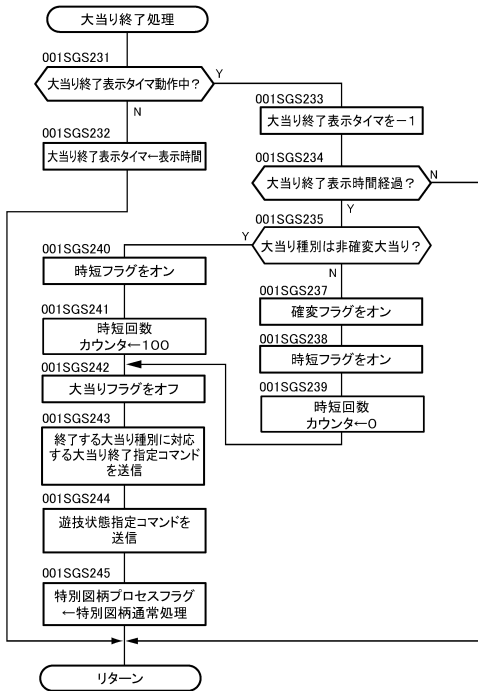 大当り終了処理
001SGS231
大当り終了表示タイマ動作中?
Y
N
001SGS232
大当り終了表示タイマ←表示時間
001SGS233
大当り終了表示タイマを－1
001SGS234
大当り終了表示時間経過?
N
Y
001SGS235
大当り種別は非確変大当り?
Y
N
001SGS237
確変フラグをオン
001SGS238
時短フラグをオン
001SGS239
時短回数
カウンタ←0
001SGS240
時短フラグをオン
001SGS241
時短回数
カウンタ←100
001SGS242
大当りフラグをオフ
001SGS243
終了する大当り種別に対応
する大当り終了指定コマンド
を送信
001SGS244
遊技状態指定コマンドを
送信
001SGS245
特別図柄プロセスフラグ
←特別図柄通常処理
リターン